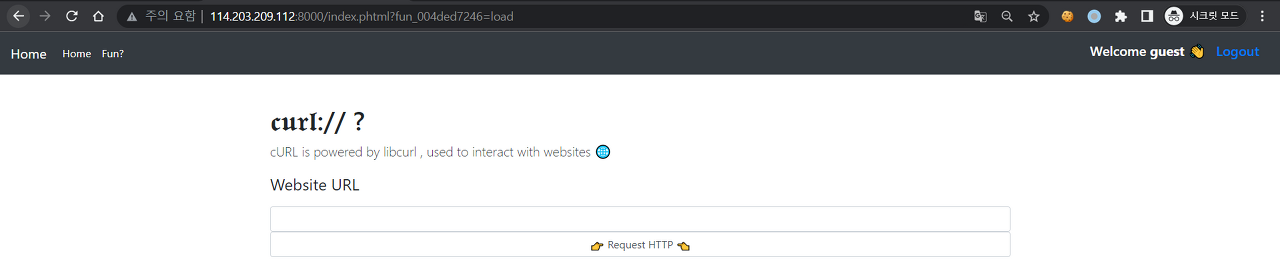 주의 요함 | 114.203.209.112:8000/index.phtml?fun_004ded7246=load 시크릿 모드
Home Home Fun? Welcome guest 👋 Logout
𝖈𝖚𝖗𝖑:// ?
cURL is powered by libcurl , used to interact with websites 🌐
Website URL
👉 Request HTTP 👈